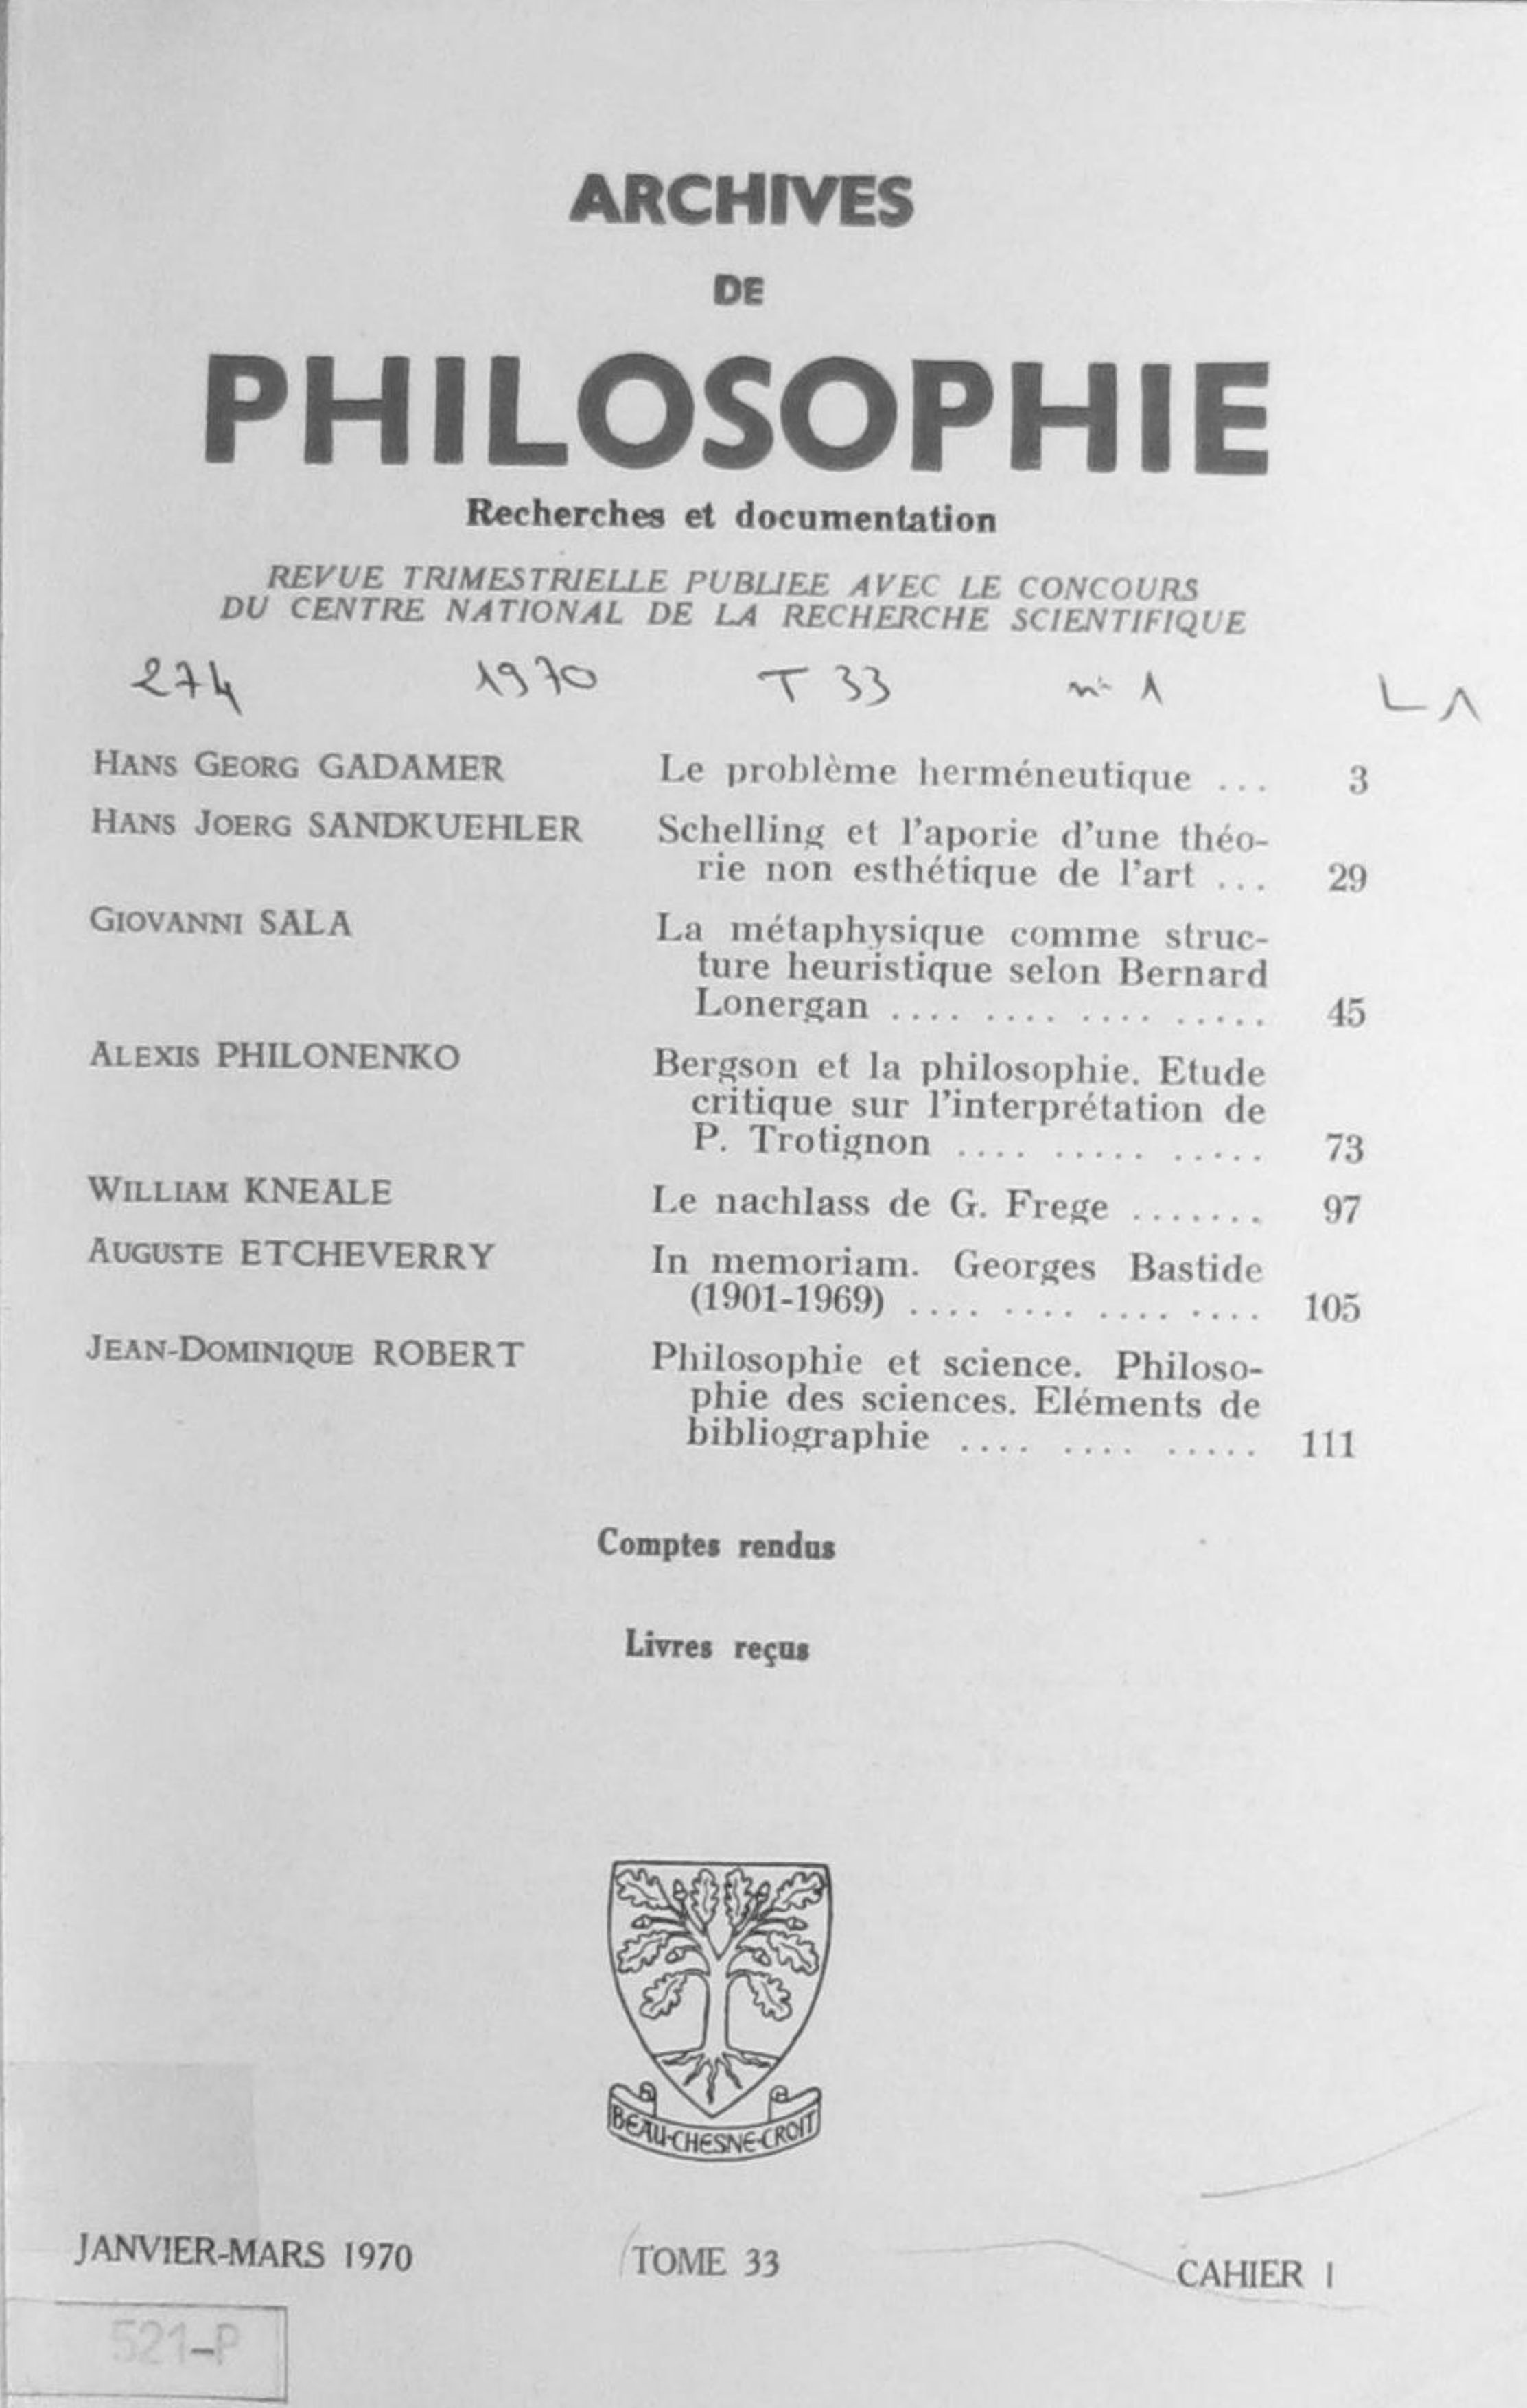 ARCHIVES
DE
PHILOSOPHIE
Recherches et documentation
REVUE TRIMESTRIELLE PUBLIEE AVEC LE CONCOURS
DU CENTRE NATIONAL DE LA RECHERCHE SCIENTIFIQUE
274 1970 T 33 n° 1 L 1
HANS GEORG GADAMER Le problème herméneutique ... 3
HANS JOERG SANDKUEHLER Schelling et l'aporie d'une théo-
rie non esthétique de l'art ... 29
GIOVANNI SALA La métaphysique comme struc-
ture heuristique selon Bernard
Lonergan .... .... .... ..... 45
ALEXIS PHILONENKO Bergson et la philosophie. Etude
critique sur l'interprétation de
P. Trotignon .... ..... ..... 73
WILLIAM KNEALE Le nachlass de G. Frege ....... 97
AUGUSTE ETCHEVERRY In memoriam. Georges Bastide
(1901-1969) .... .... .... .... 105
JEAN-DOMINIQUE ROBERT Philosophie et science. Philoso-
phie des sciences. Eléments de
bibliographie .... .... ..... 111
Comptes rendus
Livres reçus
BEAU-CHESNE-CROIT
JANVIER-MARS 1970 TOME 33 CAHIER I
521-P